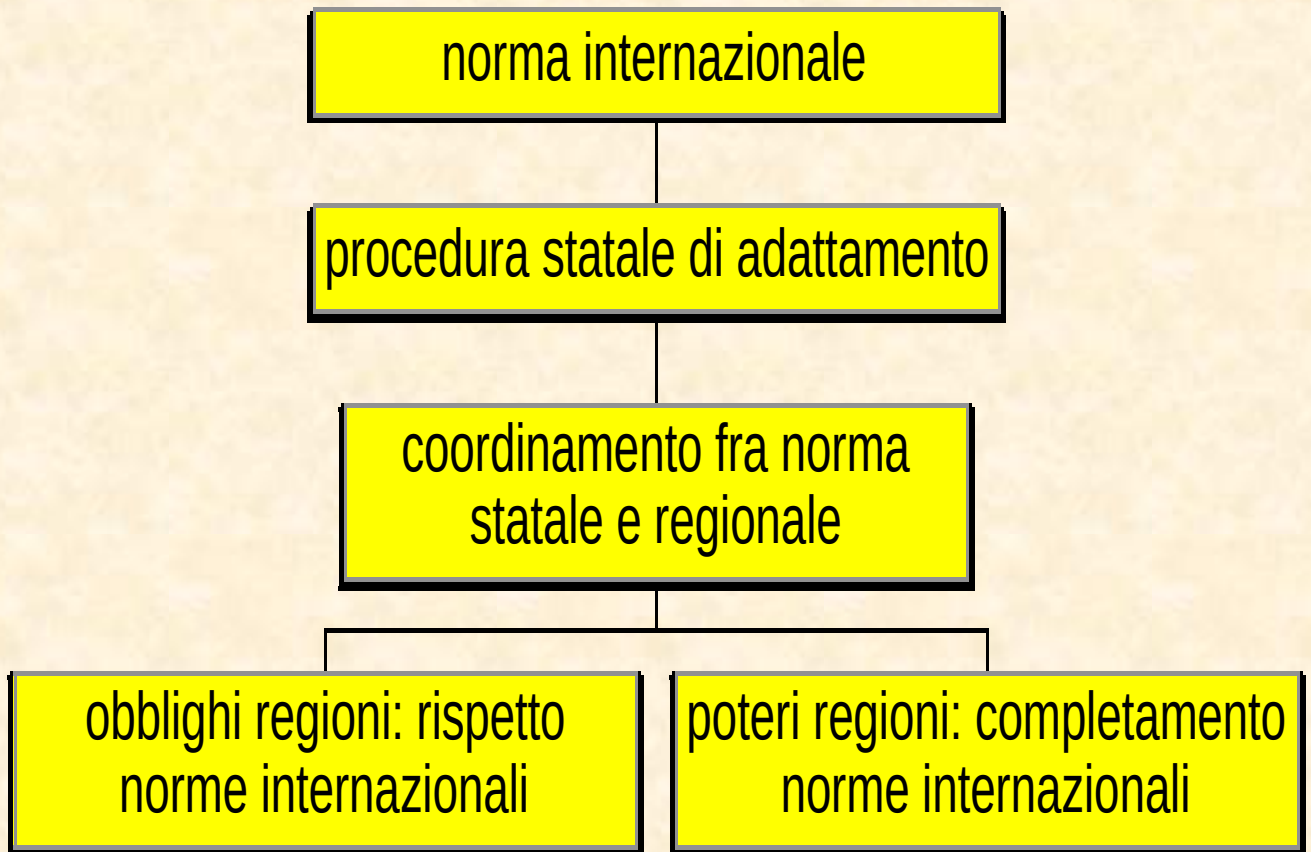 norma internazionale
procedura statale di adattamento
coordinamento fra norma
statale e regionale
obblighi regioni: rispetto
norme internazionali
poteri regioni: completamento
norme internazionali